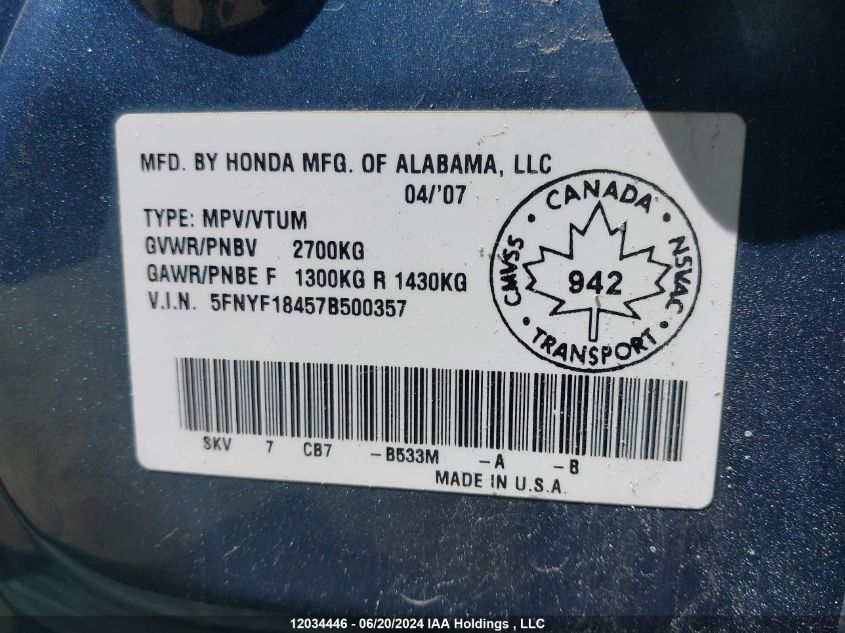 MFD. BY HONDA MFG. OF ALABAMA, LLC
04/'07
TYPE: MPV/VTUM
GVWR/PNBV 2700KG
GAWR/PNBE F 1300KG R 1430KG
V.I.N. 5FNYF18457B500357
· CANADA · NSVAC · TRANSPORT · CMVSS
942
SKV 7 CB7 -B533M -A -B
MADE IN U.S.A.
12034446 - 06/20/2024 IAA Holdings , LLC